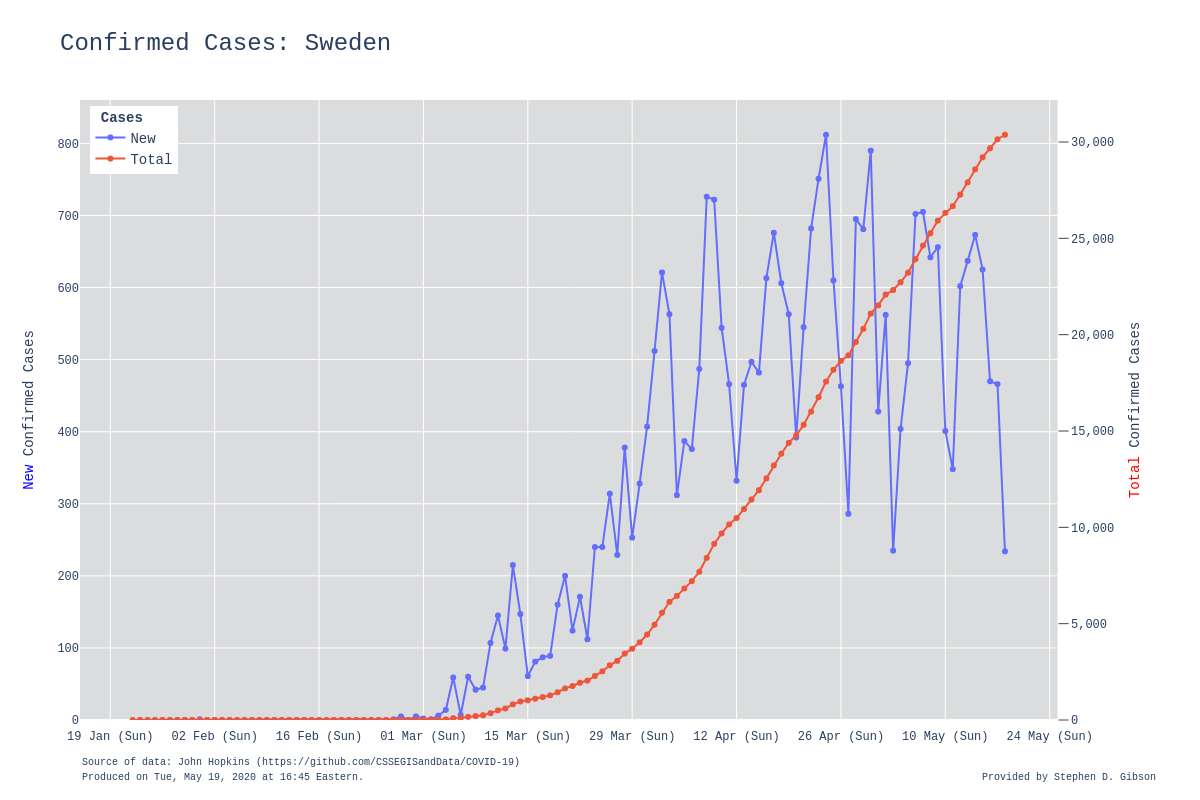 Confirmed Cases: Sweden
Cases
New
Total
800
700
600
500
400
300
200
100
0
New Confirmed Cases
30,000
25,000
20,000
15,000
10,000
5,000
0
Total Confirmed Cases
19 Jan (Sun) 02 Feb (Sun) 16 Feb (Sun) 01 Mar (Sun) 15 Mar (Sun) 29 Mar (Sun) 12 Apr (Sun) 26 Apr (Sun) 10 May (Sun) 24 May (Sun)
Source of data: John Hopkins (https://github.com/CSSEGISandData/COVID-19)
Produced on Tue, May 19, 2020 at 16:45 Eastern.
Provided by Stephen D. Gibson